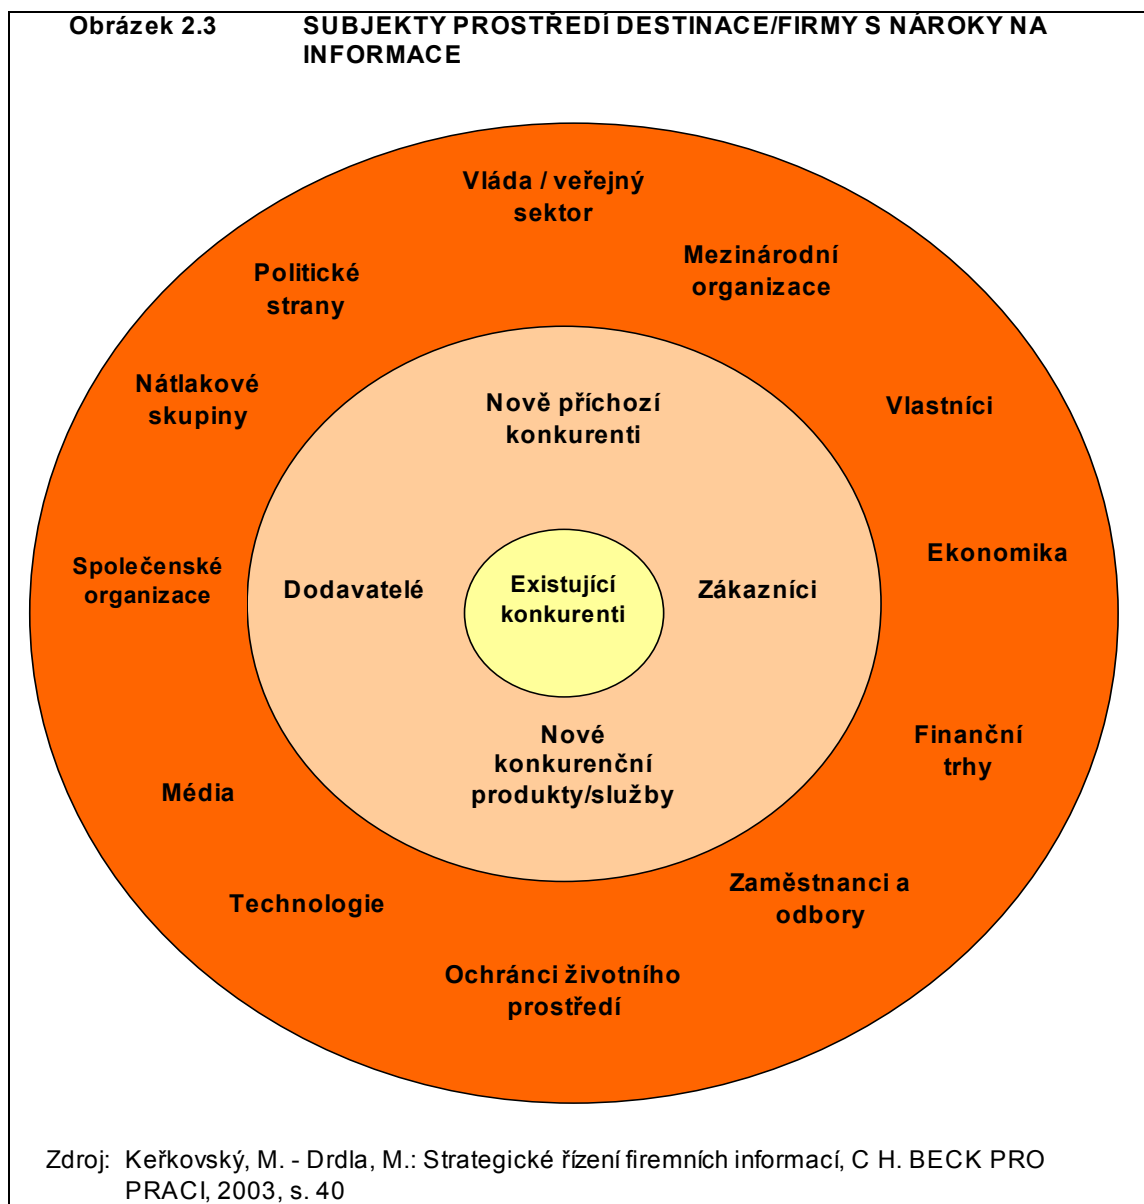 Obrázek 2.3 SUBJEKTY PROSTŘEDÍ DESTINACE/FIRMY S NÁROKY NA
INFORMACE
Vláda / veřejný
sektor
Mezinárodní
organizace
Politické
strany
Nátlakové
skupiny
Nově příchozí
konkurenti
Vlastníci
Společenské
organizace
Dodavatelé
Existující
konkurenti
Zákazníci
Ekonomika
Nové
konkurenční
produkty/služby
Finanční
trhy
Média
Technologie
Zaměstnanci a
odbory
Ochránci životního
prostředí
Zdroj: Keřkovský, M. - Drdla, M.: Strategické řízení firemních informací, C H. BECK PRO
PRACI, 2003, s. 40